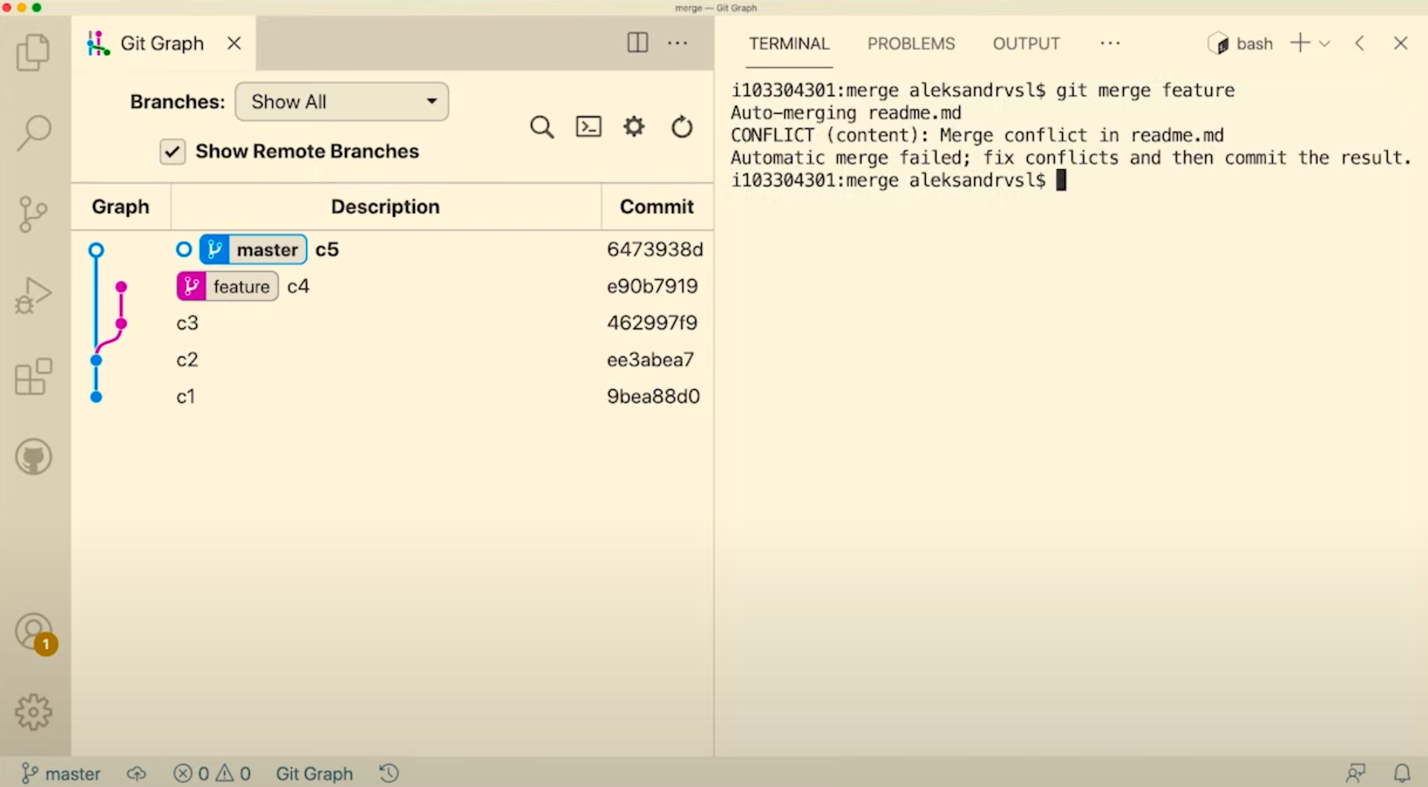 merge — Git Graph
Git Graph
Branches: Show All
Show Remote Branches
Graph Description Commit
master c5 6473938d
feature c4 e90b7919
c3 462997f9
c2 ee3abea7
c1 9bea88d0
TERMINAL PROBLEMS OUTPUT ··· bash
i103304301:merge aleksandrvsl$ git merge feature
Auto-merging readme.md
CONFLICT (content): Merge conflict in readme.md
Automatic merge failed; fix conflicts and then commit the result.
i103304301:merge aleksandrvsl$
1
master 0 0 Git Graph